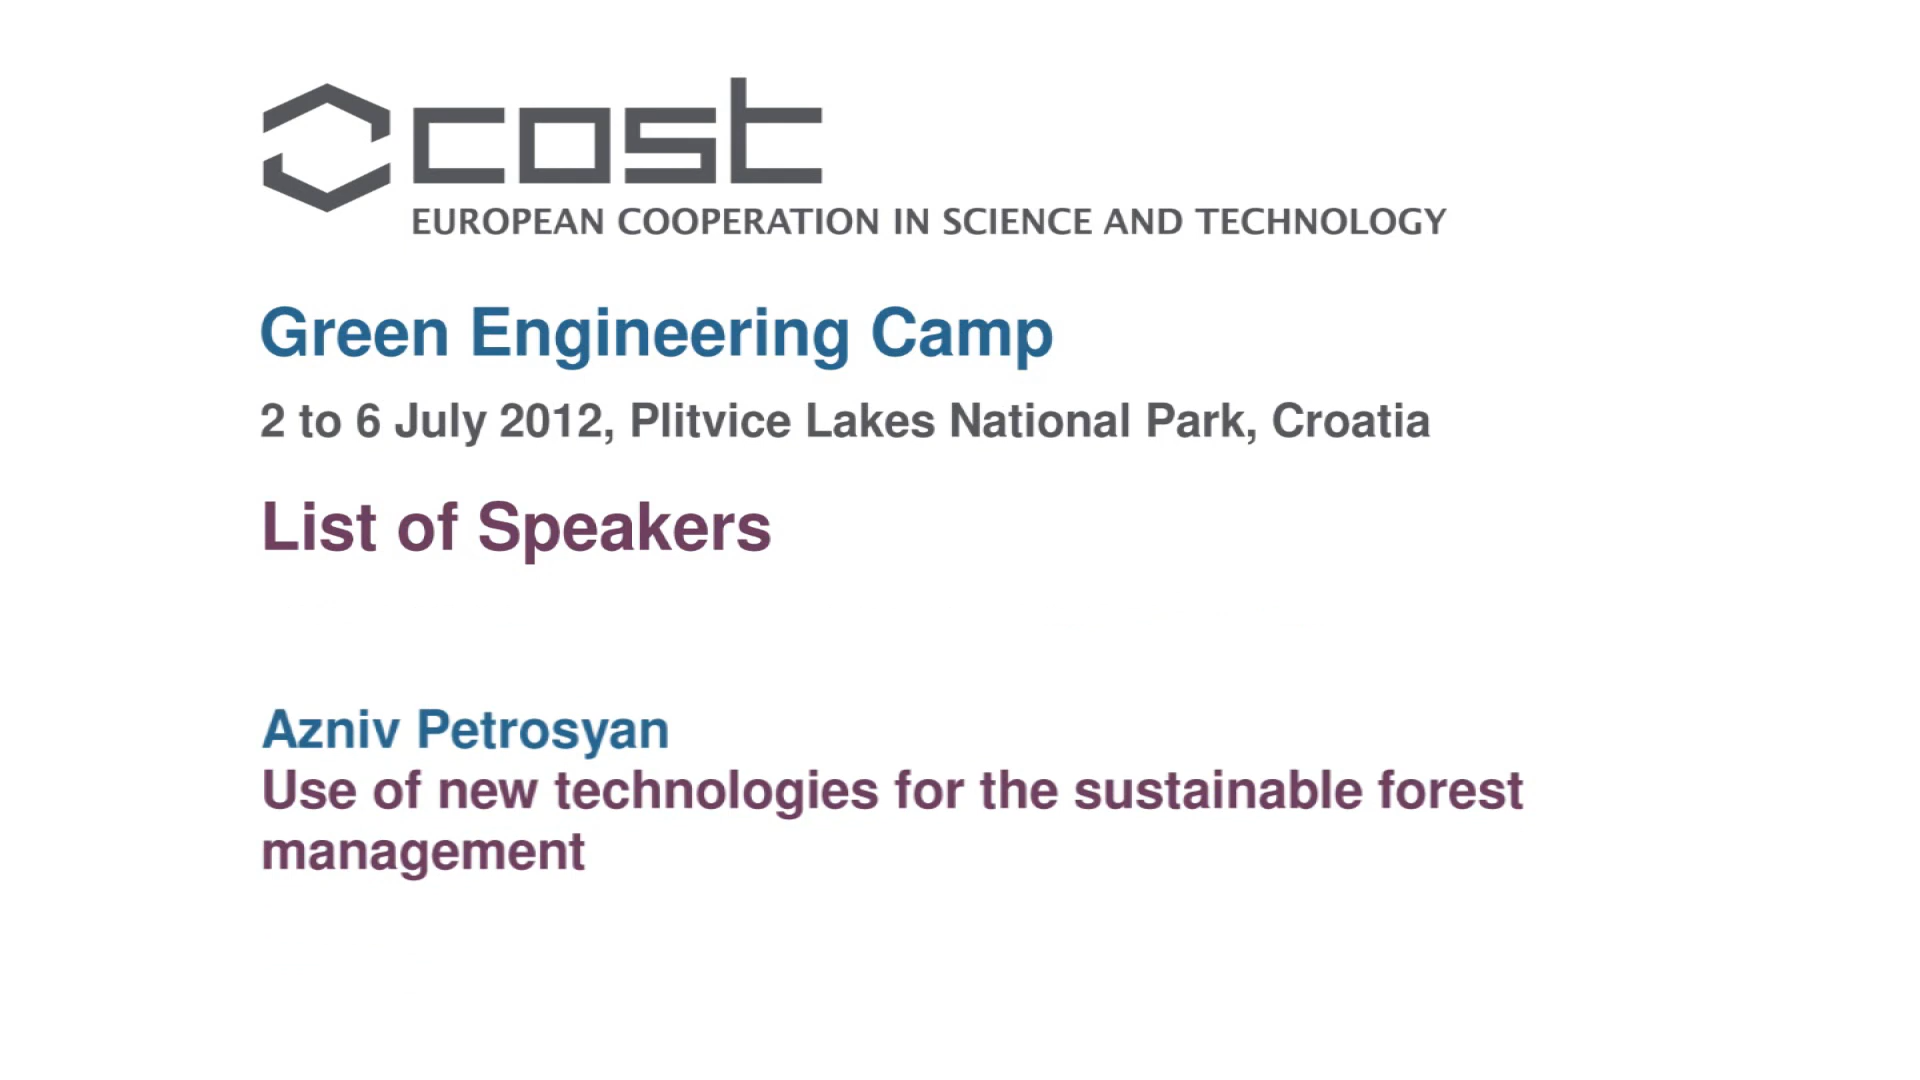 cost
EUROPEAN COOPERATION IN SCIENCE AND TECHNOLOGY
Green Engineering Camp
2 to 6 July 2012, Plitvice Lakes National Park, Croatia
List of Speakers
Azniv Petrosyan
Use of new technologies for the sustainable forest
management